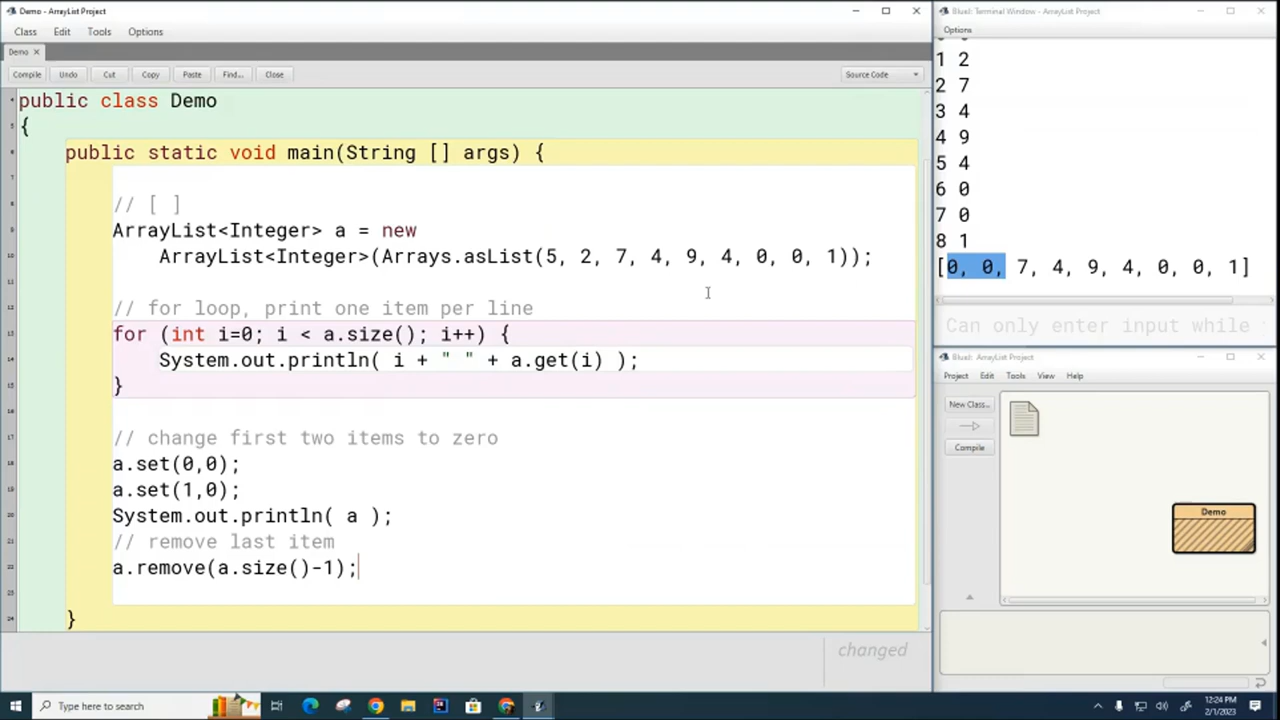 Demo - ArrayList Project
Class Edit Tools Options
Demo ×
Compile Undo Cut Copy Paste Find... Close Source Code
public class Demo
{
public static void main(String [] args) {
// [ ]
ArrayList<Integer> a = new
ArrayList<Integer>(Arrays.asList(5, 2, 7, 4, 9, 4, 0, 0, 1));
// for loop, print one item per line
for (int i=0; i < a.size(); i++) {
System.out.println( i + " " + a.get(i) );
}
// change first two items to zero
a.set(0,0);
a.set(1,0);
System.out.println( a );
// remove last item
a.remove(a.size()-1);
}
changed
BlueJ: Terminal Window - ArrayList Project
Options
1 2
2 7
3 4
4 9
5 4
6 0
7 0
8 1
[0, 0, 7, 4, 9, 4, 0, 0, 1]
Can only enter input while
BlueJ: ArrayList Project
Project Edit Tools View Help
New Class...
Compile
Demo
Type here to search
12:24 PM
2/1/2023